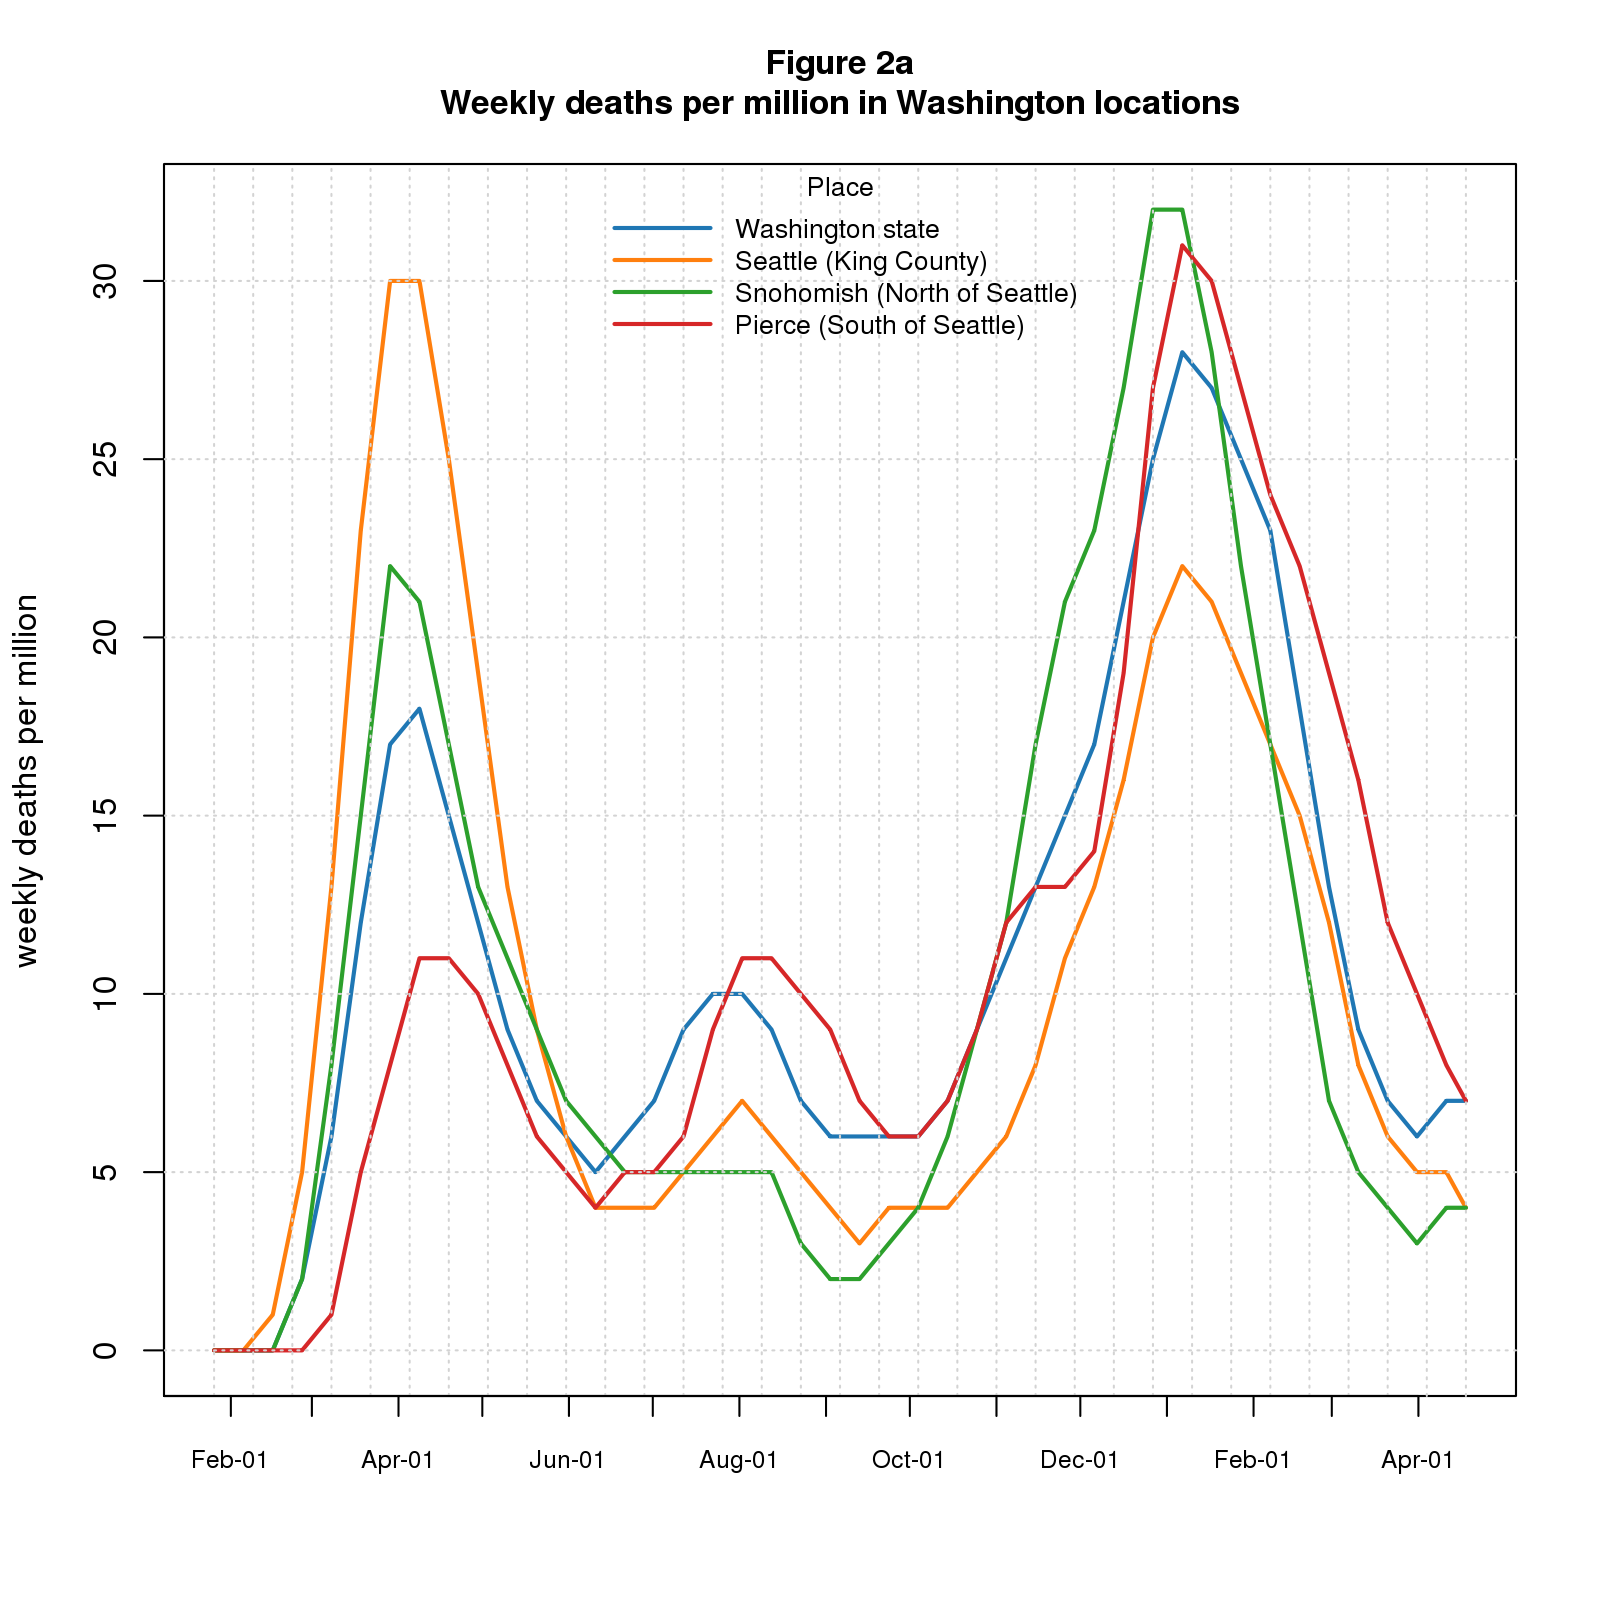 Figure 2a
Weekly deaths per million in Washington locations
Place
Washington state
Seattle (King County)
Snohomish (North of Seattle)
Pierce (South of Seattle)
weekly deaths per million
30
25
20
15
10
5
0
Feb-01 Apr-01 Jun-01 Aug-01 Oct-01 Dec-01 Feb-01 Apr-01